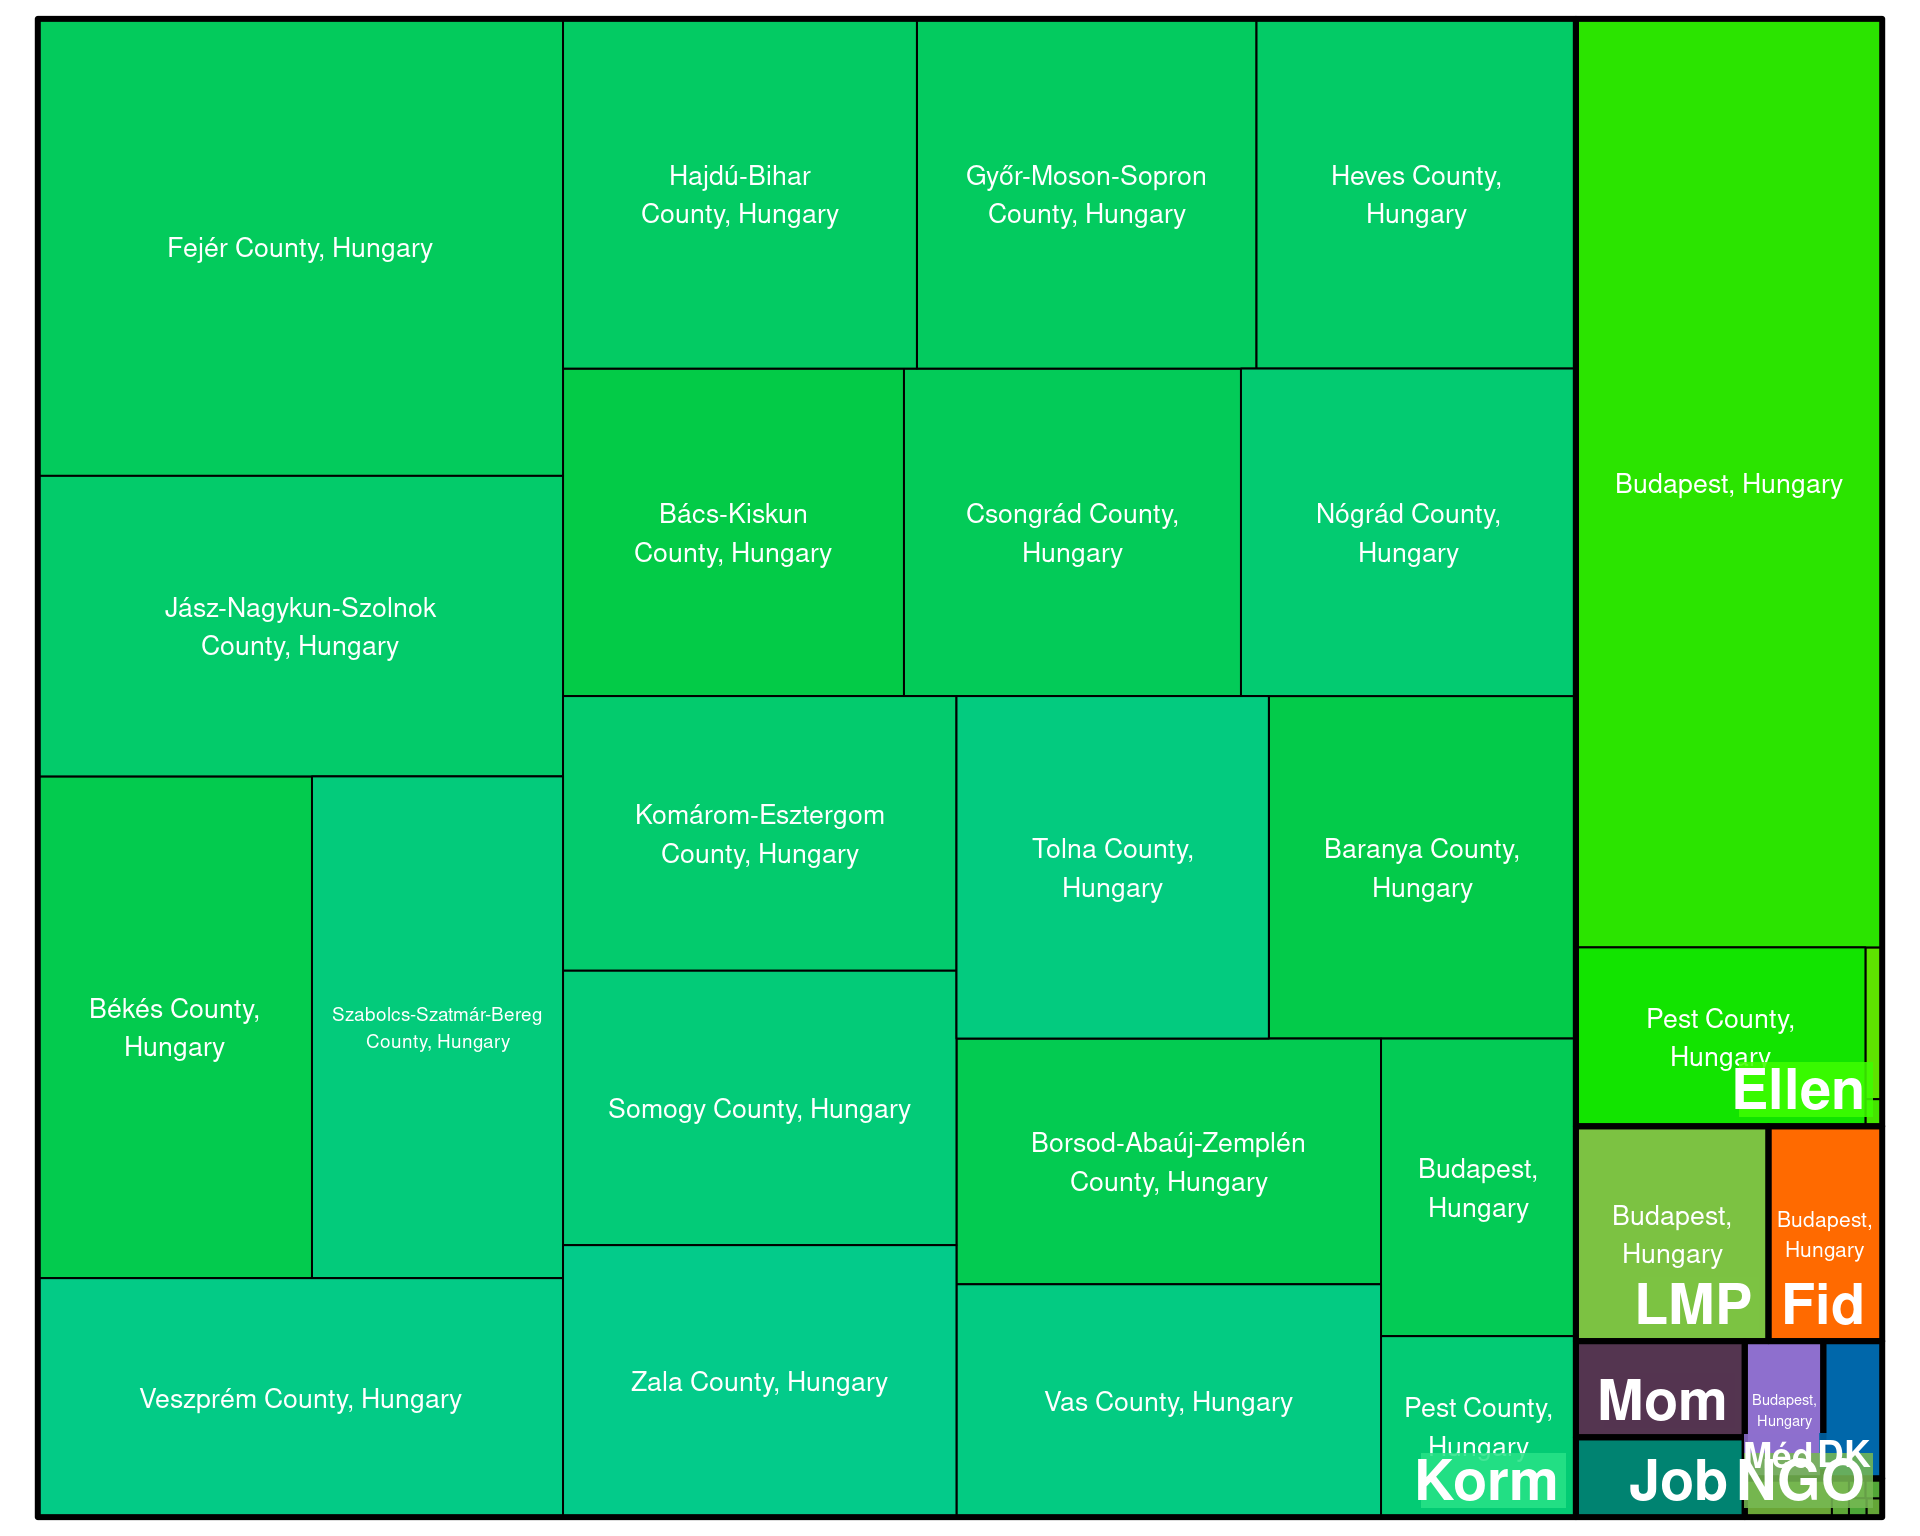 Fejér County, Hungary
Hajdú-Bihar
County, Hungary
Győr-Moson-Sopron
County, Hungary
Heves County,
Hungary
Budapest, Hungary
Jász-Nagykun-Szolnok
County, Hungary
Bács-Kiskun
County, Hungary
Csongrád County,
Hungary
Nógrád County,
Hungary
Békés County,
Hungary
Szabolcs-Szatmár-Bereg
County, Hungary
Komárom-Esztergom
County, Hungary
Tolna County,
Hungary
Baranya County,
Hungary
Somogy County, Hungary
Borsod-Abaúj-Zemplén
County, Hungary
Budapest,
Hungary
Pest County,
Hungary
Ellen
Budapest,
Hungary
LMP
Budapest,
Hungary
Fid
Veszprém County, Hungary
Zala County, Hungary
Vas County, Hungary
Pest County,
Hungary
Korm
Mom
Budapest,
Hungary
Méd
DK
Job
NGO